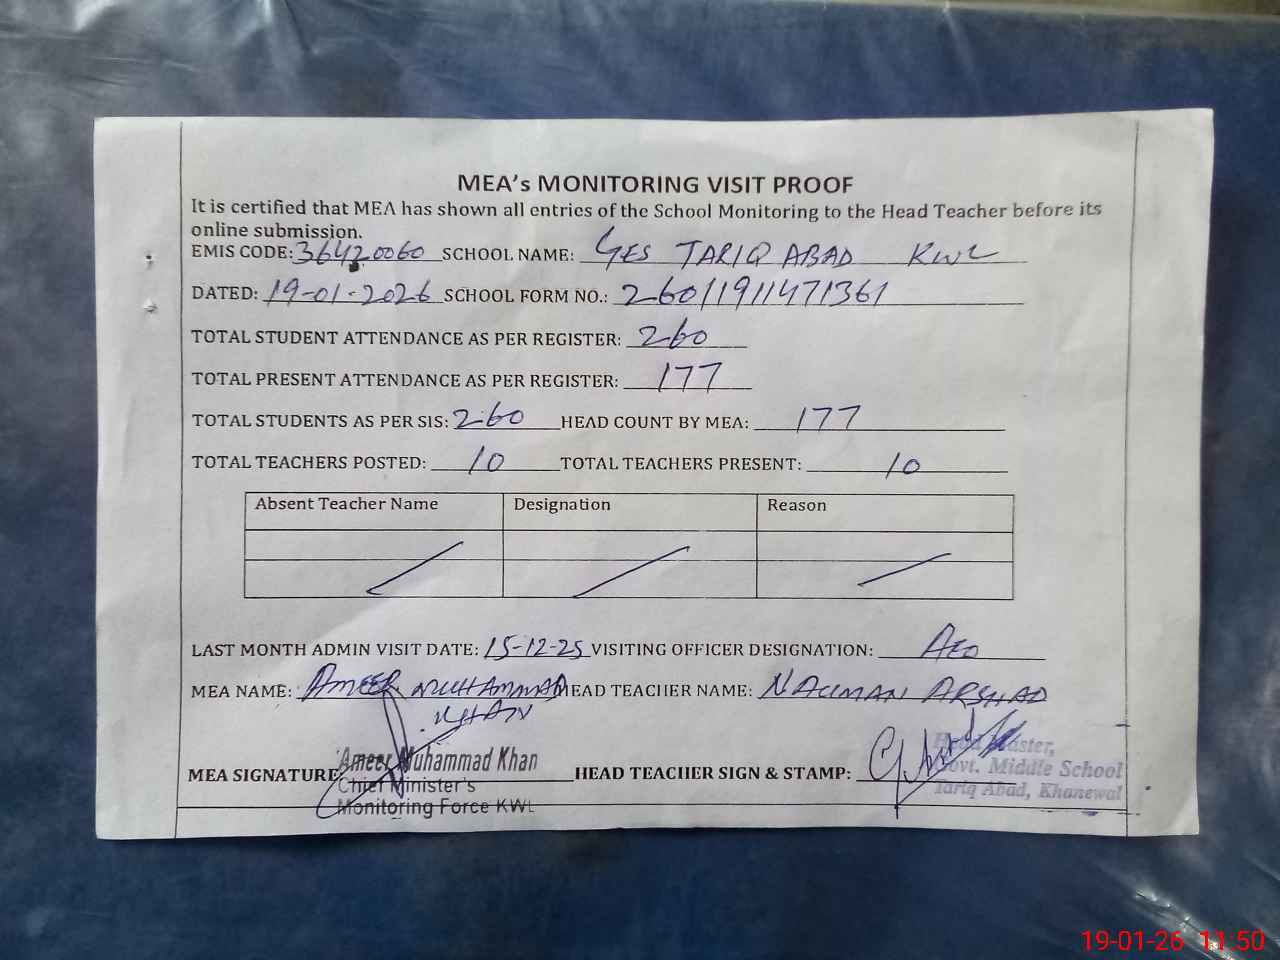 MEA's MONITORING VISIT PROOF
It is certified that MEA has shown all entries of the School Monitoring to the Head Teacher before its
online submission.
EMIS CODE: 36420060 SCHOOL NAME: GES TARIQ ABAD KWL
DATED: 19-01-2026 SCHOOL FORM NO.: 260/1911471361
TOTAL STUDENT ATTENDANCE AS PER REGISTER: 260
TOTAL PRESENT ATTENDANCE AS PER REGISTER: 177
TOTAL STUDENTS AS PER SIS: 260 HEAD COUNT BY MEA: 177
TOTAL TEACHERS POSTED: 10 TOTAL TEACHERS PRESENT: 10
Absent Teacher Name Designation Reason
LAST MONTH ADMIN VISIT DATE: 15-12-25 VISITING OFFICER DESIGNATION: AEO
MEA NAME: AMEER MUHAMMAD HEAD TEACHER NAME: NAUMAN ARSHAD
KHAN
MEA SIGNATURE Ameer Muhammad Khan HEAD TEACHER SIGN & STAMP: Head Master,
Chief Minister's Govt. Middle School
Monitoring Force KWL Tariq Abad, Khanewal
19-01-26 11:50